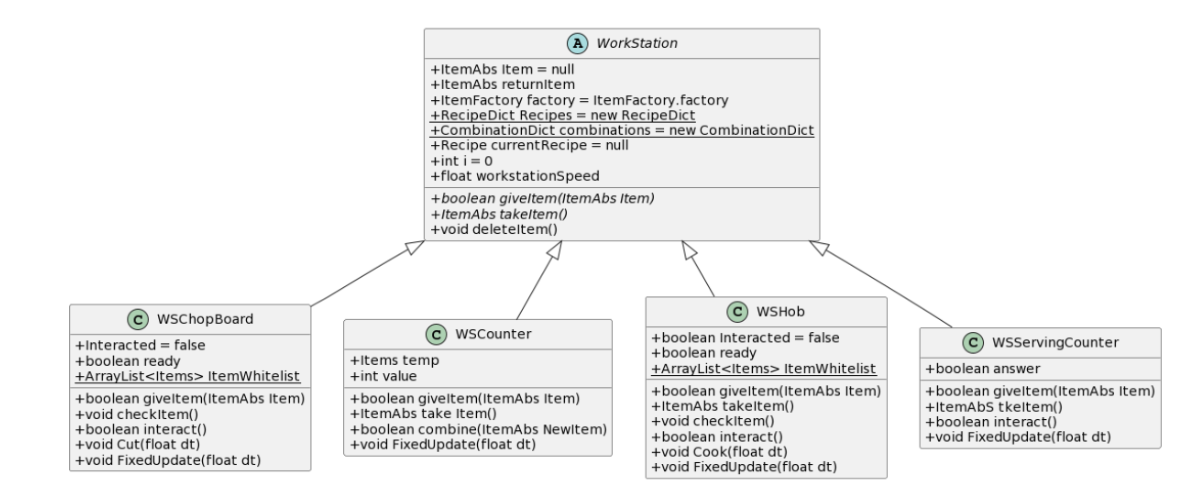 A WorkStation
+ItemAbs Item = null
+ItemAbs returnItem
+ItemFactory factory = ItemFactory.factory
+RecipeDict Recipes = new RecipeDict
+CombinationDict combinations = new CombinationDict
+Recipe currentRecipe = null
+int i = 0
+float workstationSpeed
+boolean giveItem(ItemAbs Item)
+ItemAbs takeItem()
+void deleteItem()
C WSChopBoard
+Interacted = false
+boolean ready
+ArrayList<Items> ItemWhitelist
+boolean giveItem(ItemAbs Item)
+void checkItem()
+boolean interact()
+void Cut(float dt)
+void FixedUpdate(float dt)
C WSCounter
+Items temp
+int value
+boolean giveItem(ItemAbs Item)
+ItemAbs take Item()
+boolean combine(ItemAbs NewItem)
+void FixedUpdate(float dt)
C WSHob
+boolean Interacted = false
+boolean ready
+ArrayList<Items> ItemWhitelist
+boolean giveItem(ItemAbs Item)
+ItemAbs takeItem()
+void checkItem()
+boolean interact()
+void Cook(float dt)
+void FixedUpdate(float dt)
C WSServingCounter
+boolean answer
+boolean giveItem(ItemAbs Item)
+ItemAbS tkeItem()
+boolean interact()
+void FixedUpdate(float dt)